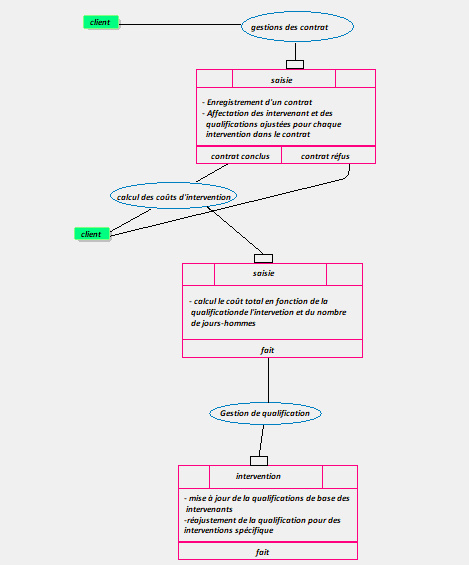 client
gestions des contrat
saisie
- Enregistrement d'un contrat
- Affectation des intervenant et des
qualifications ajustées pour chaque
intervention dans le contrat
contrat conclus
contrat réfus
calcul des coûts d'intervention
client
saisie
- calcul le coût total en fonction de la
qualificationde l'intervetion et du nombre
de jours-hommes
fait
Gestion de qualification
intervention
- mise à jour de la qualifications de base des
intervenants
-réajustement de la qualification pour des
interventions spécifique
fait